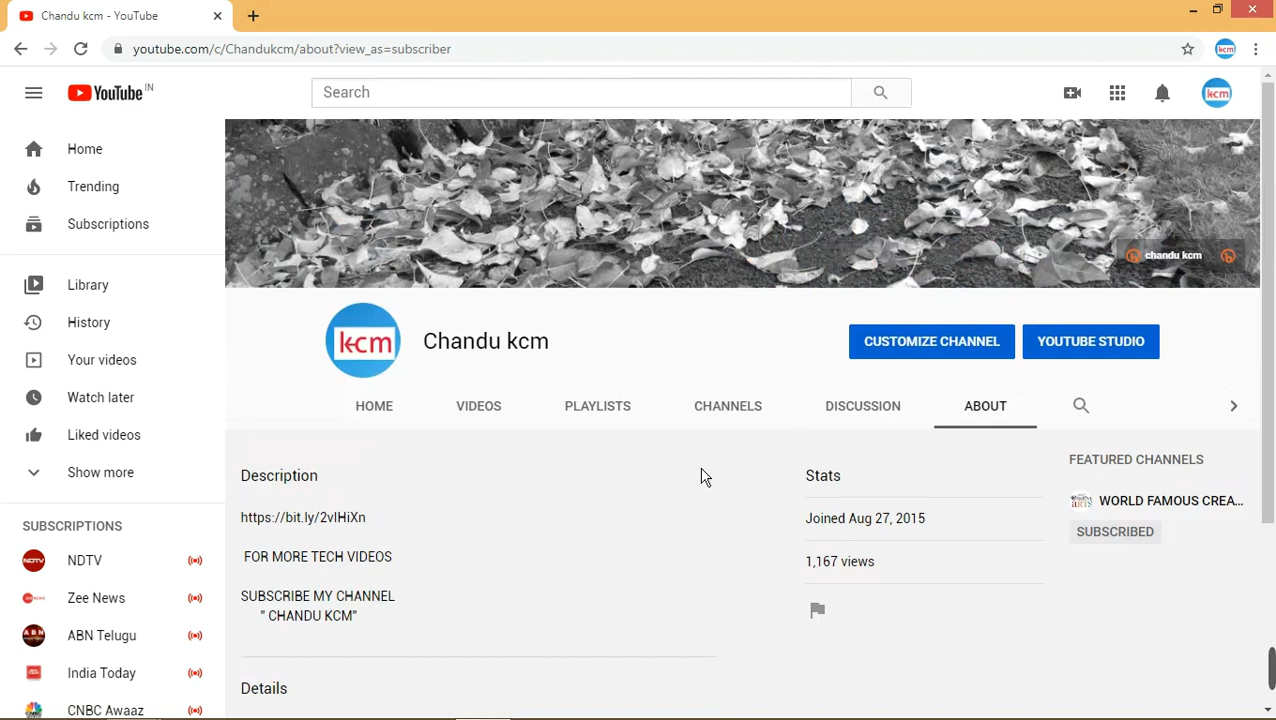 Chandu kcm - YouTube
youtube.com/c/Chandukcm/about?view_as=subscriber
kcm
YouTube IN
Search
kcm
Home
Trending
Subscriptions
Library
History
Your videos
Watch later
Liked videos
Show more
SUBSCRIPTIONS
NDTV
Zee News
ABN Telugu
India Today
CNBC Awaaz
chandu kcm
kcm
Chandu kcm
CUSTOMIZE CHANNEL
YOUTUBE STUDIO
HOME
VIDEOS
PLAYLISTS
CHANNELS
DISCUSSION
ABOUT
Description
https://bit.ly/2vIHiXn
FOR MORE TECH VIDEOS
SUBSCRIBE MY CHANNEL
" CHANDU KCM"
Details
Stats
Joined Aug 27, 2015
1,167 views
FEATURED CHANNELS
WORLD FAMOUS CREA...
SUBSCRIBED